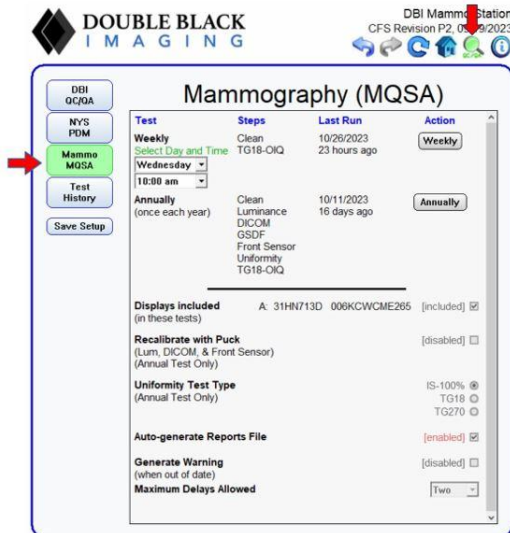 DOUBLE BLACK
IMAGING
DBI Mammo Station
CFS Revision P2, 9/2023
DBI
QC/QA
NYS
PDM
Mammo
MQSA
Test
History
Save Setup
Mammography (MQSA)
Test Steps Last Run Action
Weekly Clean 10/26/2023 Weekly
Select Day and Time TG18-OIQ 23 hours ago
Wednesday
10:00 am
Annually Clean 10/11/2023 Annually
(once each year) Luminance 16 days ago
DICOM
GSDF
Front Sensor
Uniformity
TG18-OIQ
Displays included A: 31HN713D 006KCWCME265 [included]
(in these tests)
Recalibrate with Puck [disabled]
(Lum, DICOM, & Front Sensor)
(Annual Test Only)
Uniformity Test Type IS-100%
(Annual Test Only) TG18
TG270
Auto-generate Reports File [enabled]
Generate Warning [disabled]
(when out of date)
Maximum Delays Allowed Two